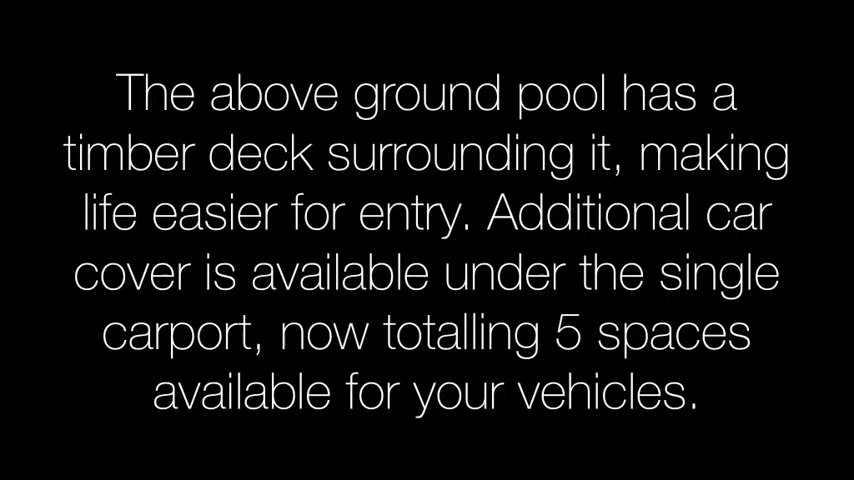 The above ground pool has a
timber deck surrounding it, making
life easier for entry. Additional car
cover is available under the single
carport, now totalling 5 spaces
available for your vehicles.